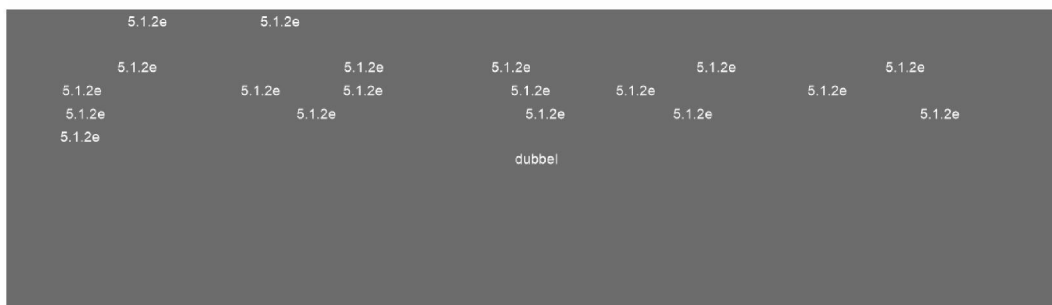 5.1.2e 5.1.2e
5.1.2e 5.1.2e 5.1.2e 5.1.2e 5.1.2e
5.1.2e 5.1.2e 5.1.2e 5.1.2e 5.1.2e 5.1.2e
5.1.2e 5.1.2e 5.1.2e 5.1.2e 5.1.2e
5.1.2e
dubbel